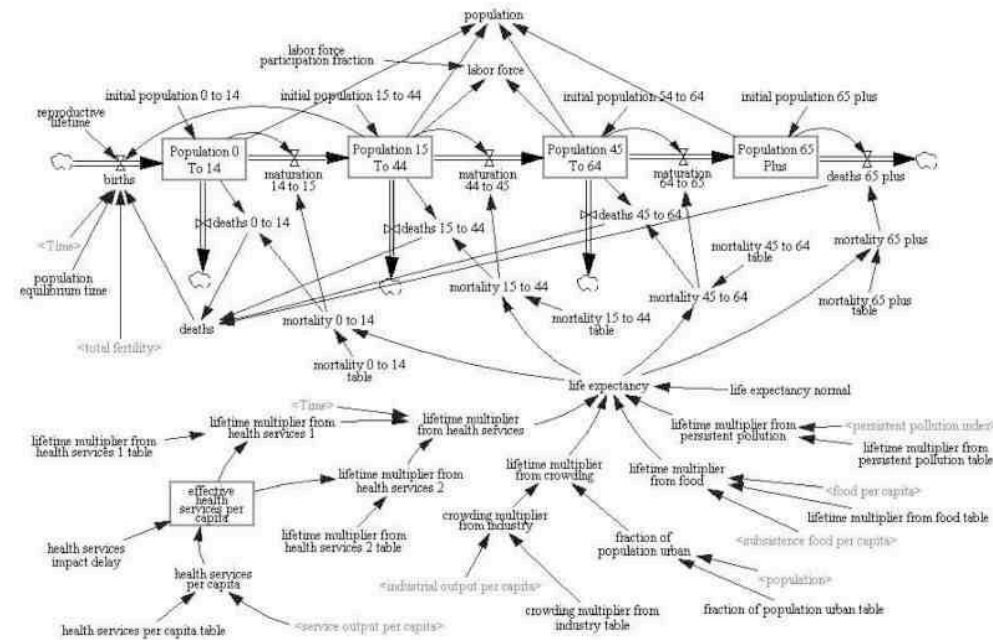 population
labor force
participation fraction
labor force
initial population 0 to 14
initial population 15 to 44
initial population 54 to 64
initial population 65 plus
reproductive
lifetime
Population 0
To 14
Population 15
To 44
Population 45
To 64
Population 65
Plus
births
maturation
14 to 15
maturation
44 to 45
maturation
64 to 65
deaths 65 plus
deaths 0 to 14
deaths 15 to 44
deaths 45 to 64
<Time>
population
equilibrium time
mortality 45 to 64
table
mortality 65 plus
mortality 15 to 44
mortality 45 to 64
mortality 65 plus
table
deaths
mortality 0 to 14
mortality 15 to 44
table
<total fertility>
mortality 0 to 14
table
life expectancy
life expectancy normal
<Time>
lifetime multiplier from
health services 1
lifetime multiplier
from health services
lifetime multiplier from
persistent pollution
<persistent pollution index>
lifetime multiplier from
health services 1 table
lifetime multiplier from
persistent pollution table
lifetime multiplier from
health services 2
lifetime multiplier
from crowding
lifetime multiplier
from food
effective
health
services per
capita
<food per capita>
crowding multiplier
from industry
lifetime multiplier from food table
health services
impact delay
lifetime multiplier from
health services 2 table
fraction of
population urban
<subsistence food per capita>
health services
per capita
<industrial output per capita>
<population>
crowding multiplier from
industry table
fraction of population urban table
health services per capita table
<service output per capita>